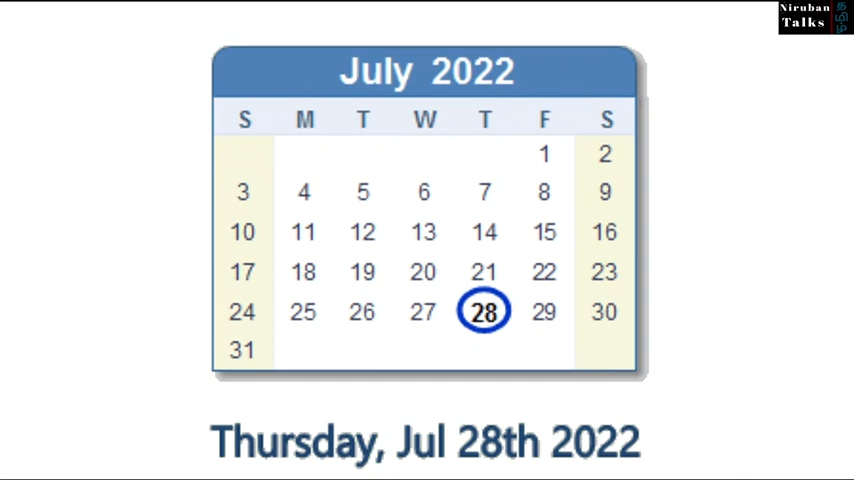 Niruban
Talks
தமிழ்
July 2022
S M T W T F S
1 2
3 4 5 6 7 8 9
10 11 12 13 14 15 16
17 18 19 20 21 22 23
24 25 26 27 28 29 30
31
Thursday, Jul 28th 2022